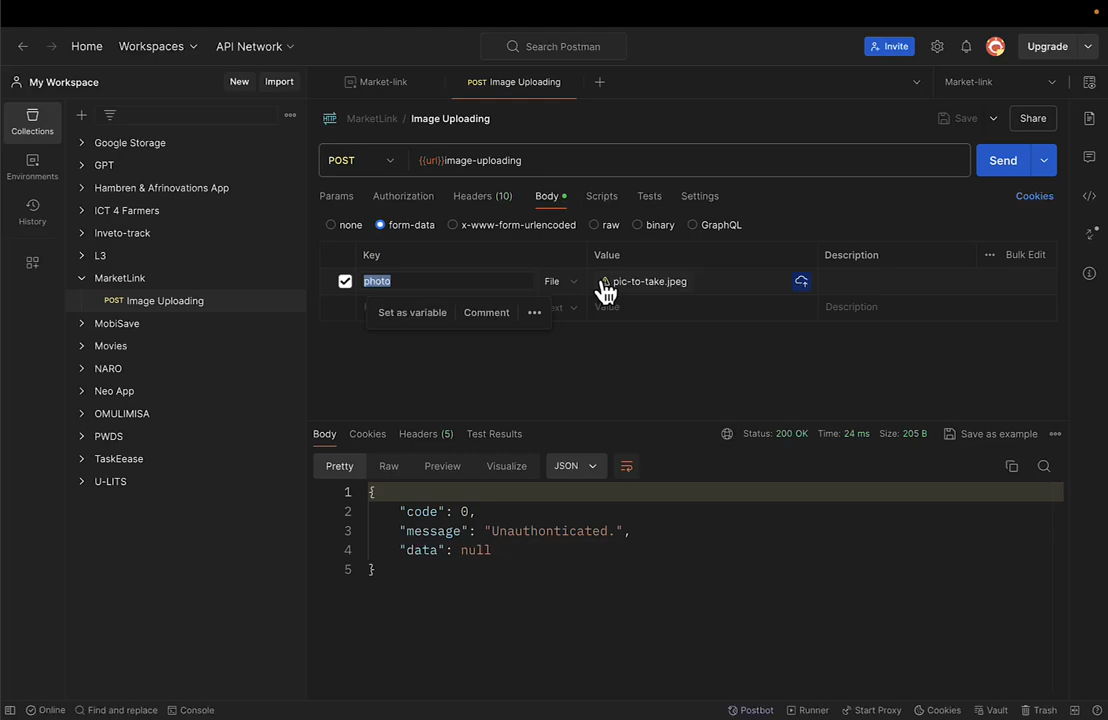 Home Workspaces API Network Search Postman Invite Upgrade
My Workspace New Import Market-link POST Image Uploading Market-link
Collections
Environments
History
Google Storage
GPT
Hambren & Afrinovations App
ICT 4 Farmers
Inveto-track
L3
MarketLink
POST Image Uploading
MobiSave
Movies
NARO
Neo App
OMULIMISA
PWDS
TaskEease
U-LITS
HTTP MarketLink / Image Uploading Save Share
POST {{url}}image-uploading Send
Params Authorization Headers (10) Body Scripts Tests Settings Cookies
none form-data x-www-form-urlencoded raw binary GraphQL
Key Value Description Bulk Edit
photo File pic-to-take.jpeg
Value Description
Set as variable Comment
Body Cookies Headers (5) Test Results Status: 200 OK Time: 24 ms Size: 205 B Save as example
Pretty Raw Preview Visualize JSON
1 {
2 "code": 0,
3 "message": "Unauthonticated.",
4 "data": null
5 }
Online Find and replace Console Postbot Runner Start Proxy Cookies Vault Trash